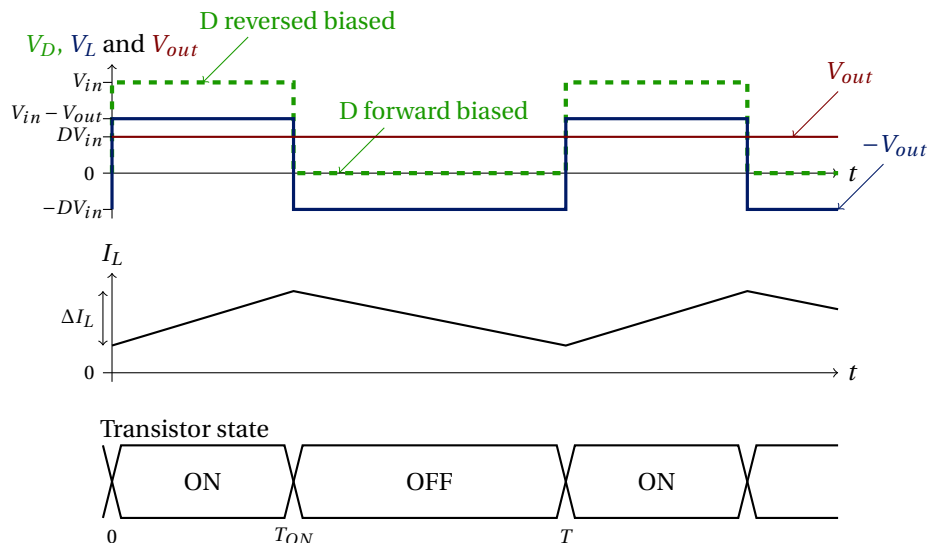 D reversed biased
V_D, V_L and V_out
V_in
V_out
V_in − V_out
D forward biased
DV_in
−V_out
0
t
−DV_in
I_L
ΔI_L
0
t
Transistor state
ON
OFF
ON
0
T_ON
T